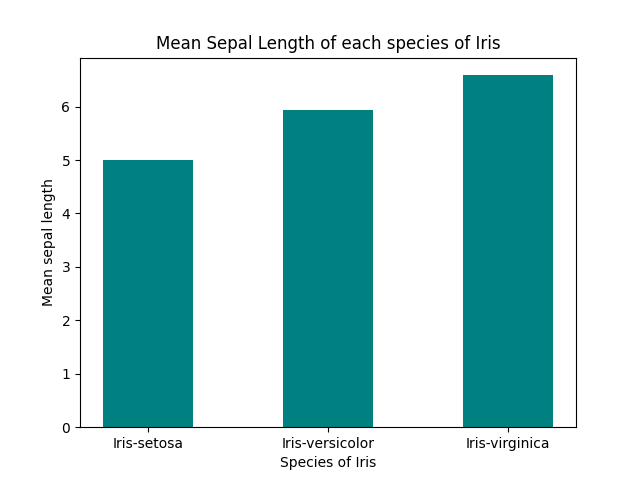 Mean Sepal Length of each species of Iris
Mean sepal length
6
5
4
3
2
1
0
Iris-setosa
Iris-versicolor
Iris-virginica
Species of Iris